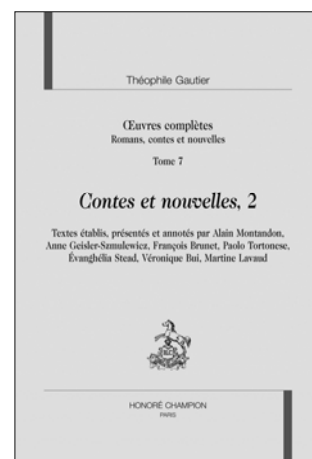 Théophile Gautier
Œuvres complètes
Romans, contes et nouvelles
Tome 7
Contes et nouvelles, 2
Textes établis, présentés et annotés par Alain Montandon,
Anne Geisler-Szmulewicz, François Brunet, Paolo Tortonese,
Évanghélia Stead, Véronique Bui, Martine Lavaud
HONORÉ CHAMPION
PARIS